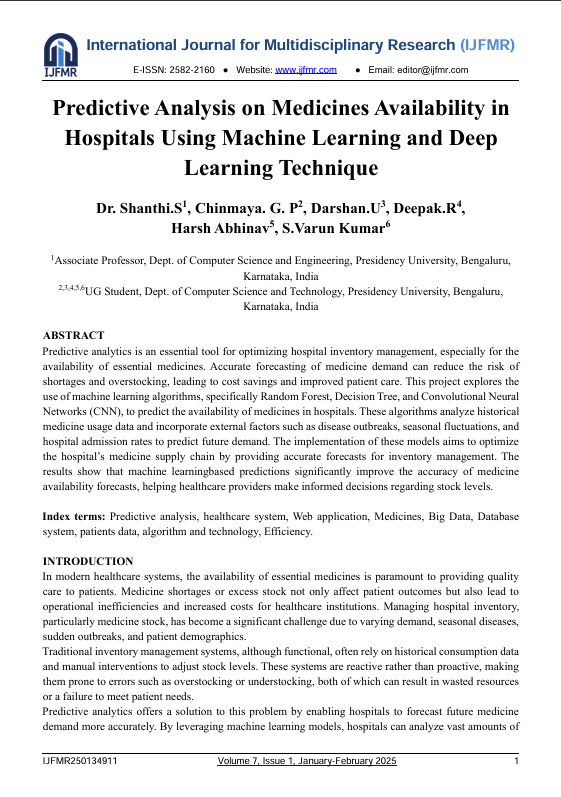 International Journal for Multidisciplinary Research (IJFMR)
IJFMR
E-ISSN: 2582-2160 ● Website: www.ijfmr.com ● Email: editor@ijfmr.com
Predictive Analysis on Medicines Availability in
Hospitals Using Machine Learning and Deep
Learning Technique
Dr. Shanthi.S1, Chinmaya. G. P2, Darshan.U3, Deepak.R4,
Harsh Abhinav5, S.Varun Kumar6
1Associate Professor, Dept. of Computer Science and Engineering, Presidency University, Bengaluru,
Karnataka, India
2,3,4,5,6UG Student, Dept. of Computer Science and Technology, Presidency University, Bengaluru,
Karnataka, India
ABSTRACT
Predictive analytics is an essential tool for optimizing hospital inventory management, especially for the
availability of essential medicines. Accurate forecasting of medicine demand can reduce the risk of
shortages and overstocking, leading to cost savings and improved patient care. This project explores the
use of machine learning algorithms, specifically Random Forest, Decision Tree, and Convolutional Neural
Networks (CNN), to predict the availability of medicines in hospitals. These algorithms analyze historical
medicine usage data and incorporate external factors such as disease outbreaks, seasonal fluctuations, and
hospital admission rates to predict future demand. The implementation of these models aims to optimize
the hospital's medicine supply chain by providing accurate forecasts for inventory management. The
results show that machine learningbased predictions significantly improve the accuracy of medicine
availability forecasts, helping healthcare providers make informed decisions regarding stock levels.
Index terms: Predictive analysis, healthcare system, Web application, Medicines, Big Data, Database
system, patients data, algorithm and technology, Efficiency.
INTRODUCTION
In modern healthcare systems, the availability of essential medicines is paramount to providing quality
care to patients. Medicine shortages or excess stock not only affect patient outcomes but also lead to
operational inefficiencies and increased costs for healthcare institutions. Managing hospital inventory,
particularly medicine stock, has become a significant challenge due to varying demand, seasonal diseases,
sudden outbreaks, and patient demographics.
Traditional inventory management systems, although functional, often rely on historical consumption data
and manual interventions to adjust stock levels. These systems are reactive rather than proactive, making
them prone to errors such as overstocking or understocking, both of which can result in wasted resources
or a failure to meet patient needs.
Predictive analytics offers a solution to this problem by enabling hospitals to forecast future medicine
demand more accurately. By leveraging machine learning models, hospitals can analyze vast amounts of
IJFMR250134911 Volume 7, Issue 1, January-February 2025 1